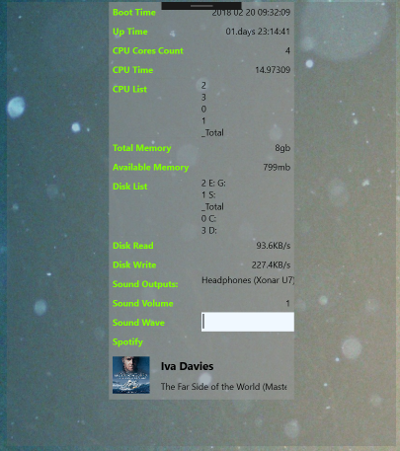 Boot Time 2018 02 20 09:32:09
Up Time 01.days 23:14:41
CPU Cores Count 4
CPU Time 14.97309
CPU List 2
3
0
1
_Total
Total Memory 8gb
Available Memory 799mb
Disk List 2 E: G:
1 S:
_Total
0 C:
3 D:
Disk Read 93.6KB/s
Disk Write 227.4KB/s
Sound Outputs: Headphones (Xonar U7)
Sound Volume 1
Sound Wave
Spotify
Iva Davies
The Far Side of the World (Maste